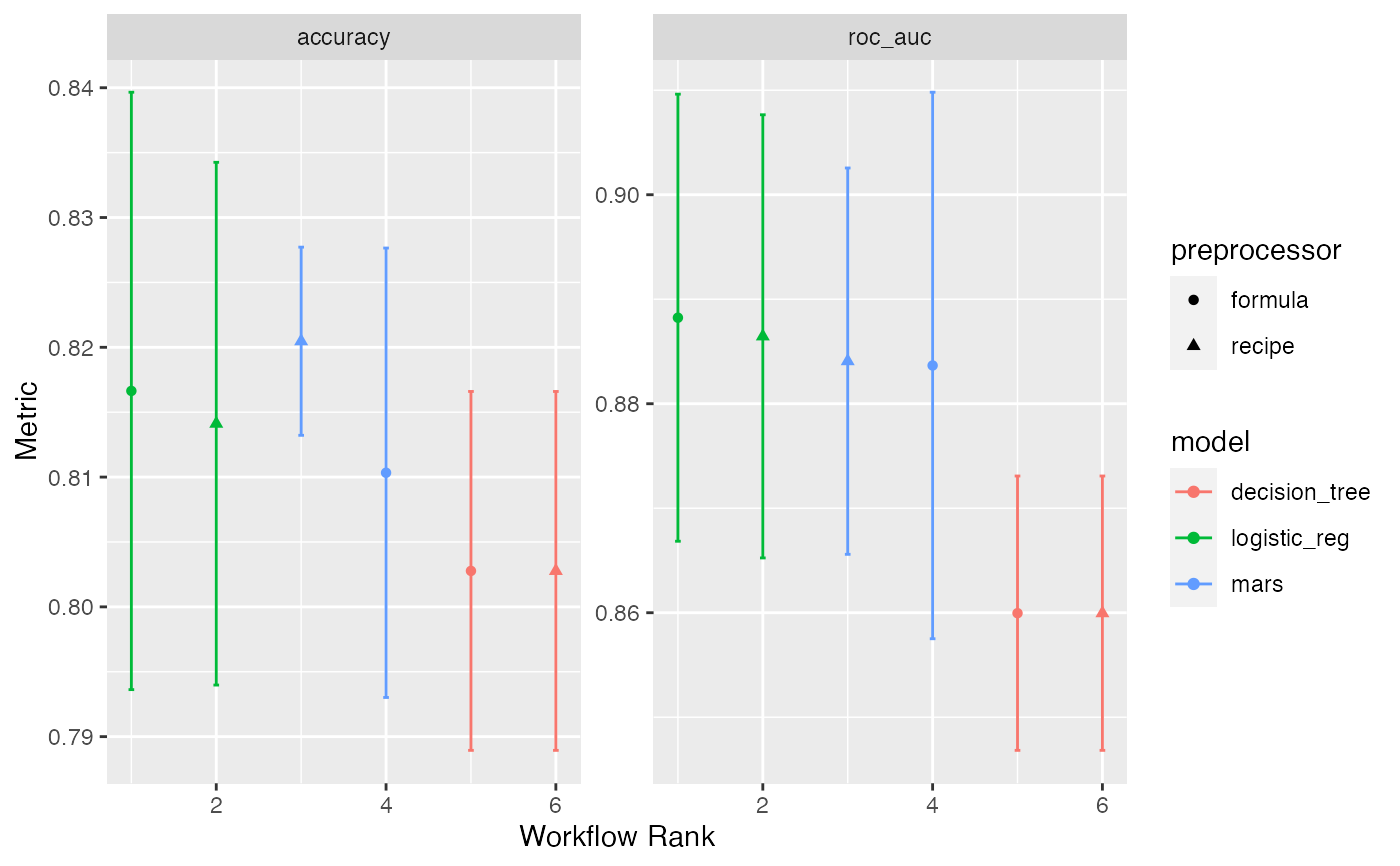 accuracy
roc_auc
0.84
0.83
0.82
0.81
0.80
0.79
0.90
0.88
0.86
2
4
6
2
4
6
Metric
Workflow Rank
preprocessor
formula
recipe
model
decision_tree
logistic_reg
mars